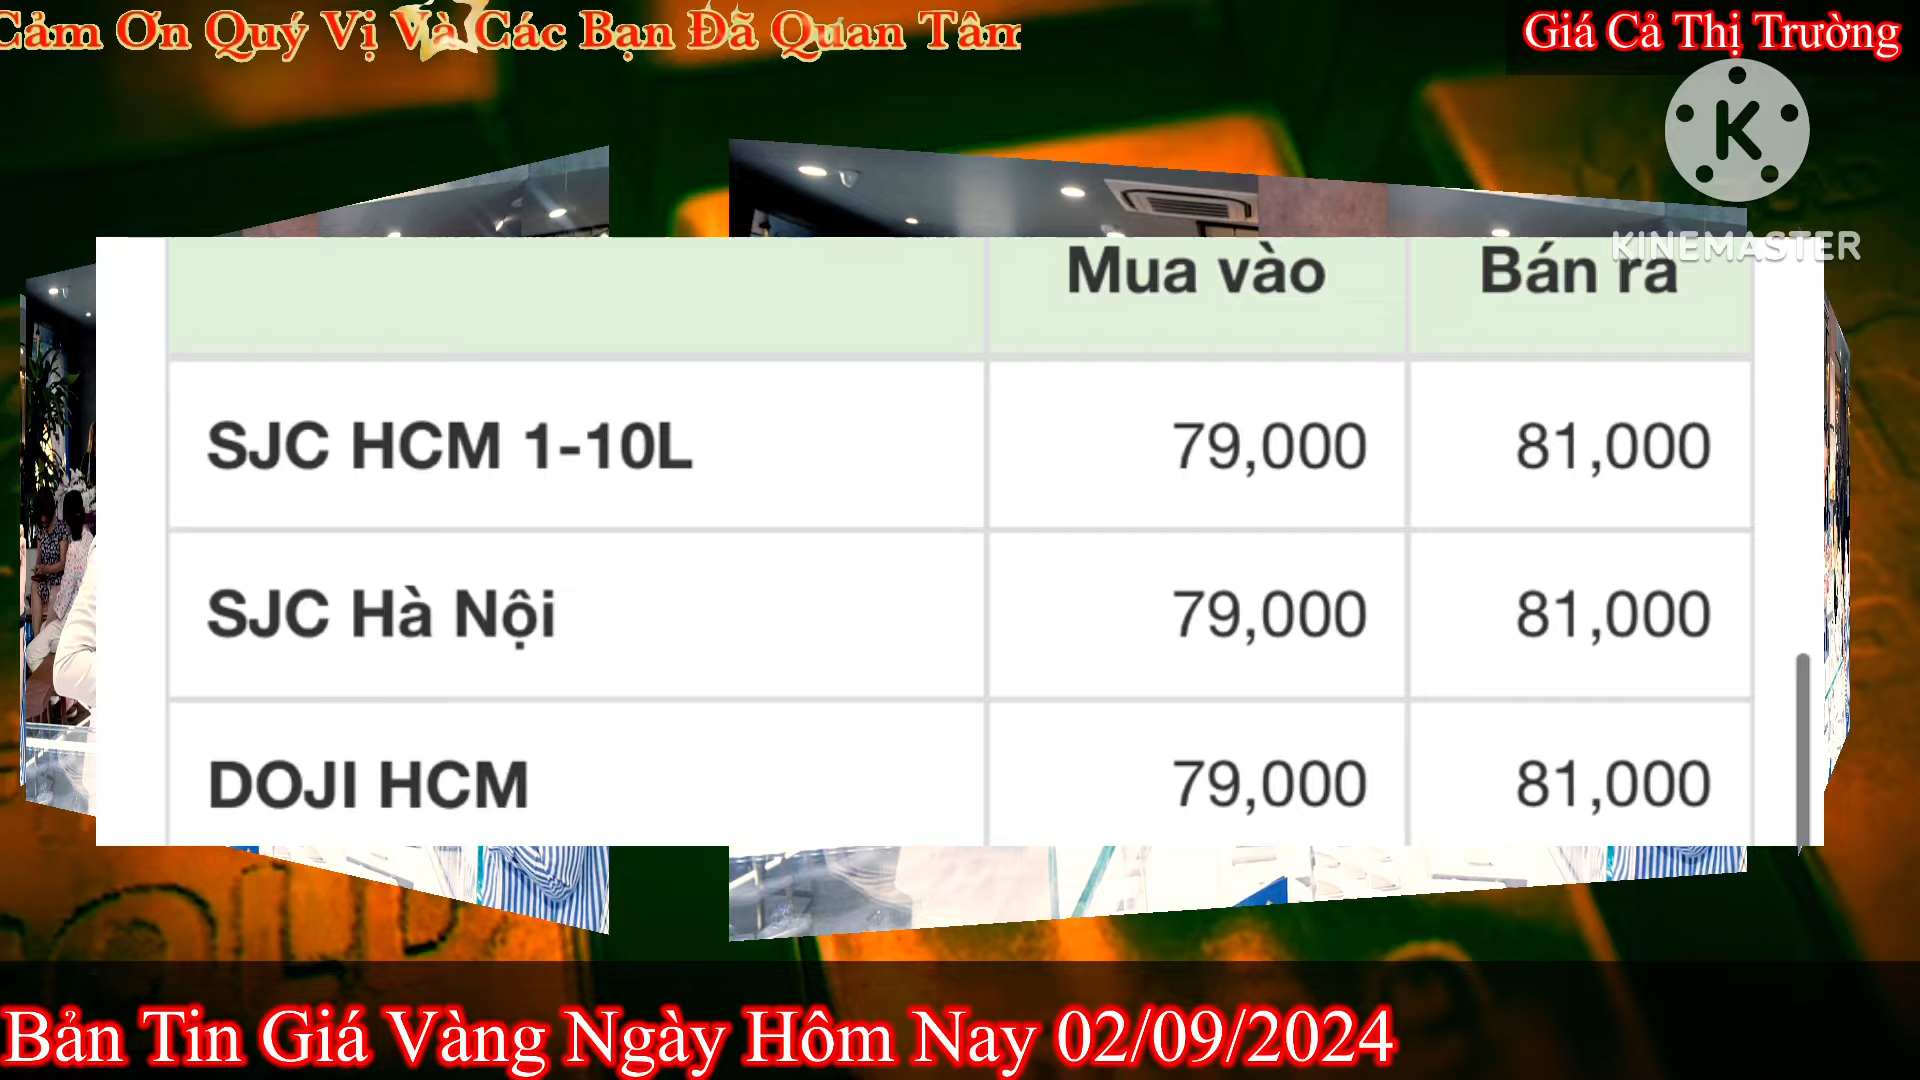 Cảm Ơn Quý Vị Và Các Bạn Đã Quan Tâm
Giá Cả Thị Trường
K
KINEMASTER
Mua vào Bán ra
SJC HCM 1-10L 79,000 81,000
SJC Hà Nội 79,000 81,000
DOJI HCM 79,000 81,000
Bản Tin Giá Vàng Ngày Hôm Nay 02/09/2024